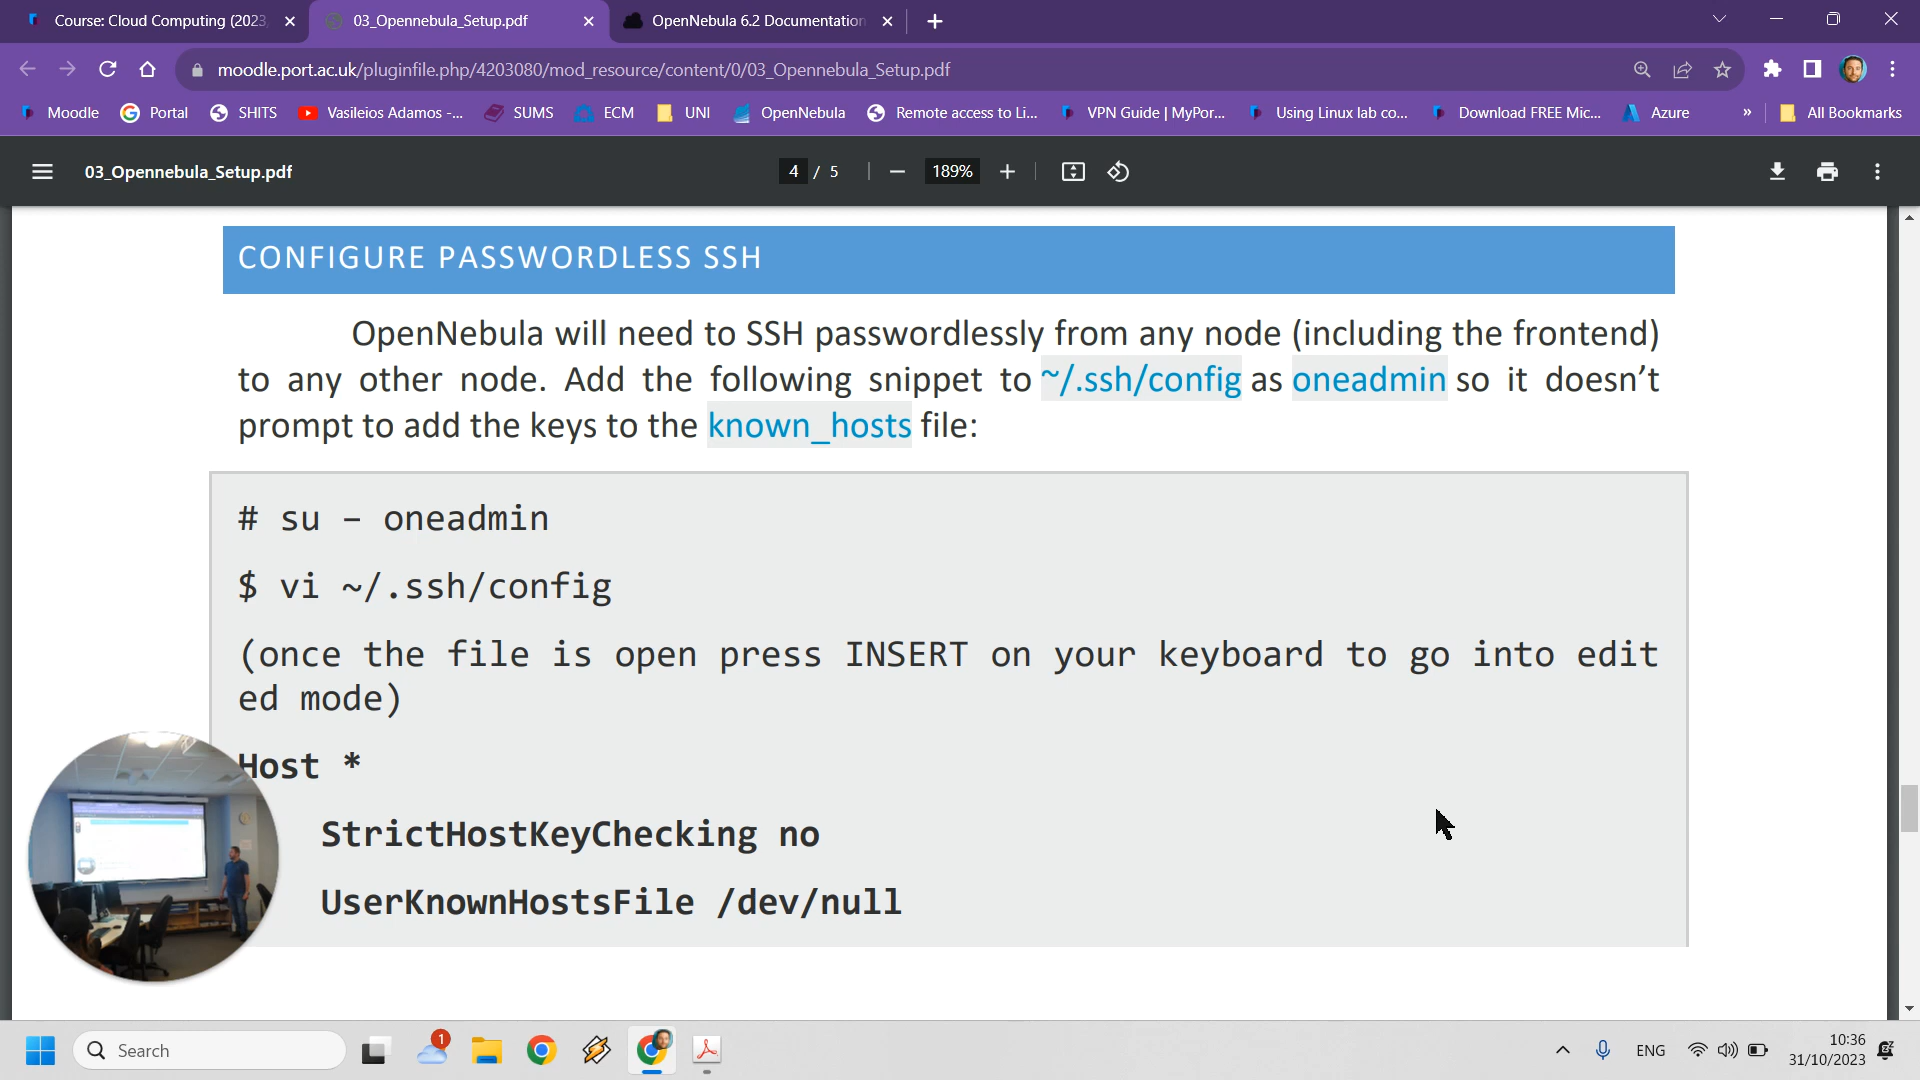 Course: Cloud Computing (2023
03_Opennebula_Setup.pdf
OpenNebula 6.2 Documentation
moodle.port.ac.uk/pluginfile.php/4203080/mod_resource/content/0/03_Opennebula_Setup.pdf
Moodle
Portal
SHITS
Vasileios Adamos -...
SUMS
ECM
UNI
OpenNebula
Remote access to Li...
VPN Guide | MyPor...
Using Linux lab co...
Download FREE Mic...
Azure
»
All Bookmarks
03_Opennebula_Setup.pdf
4 / 5
189%
CONFIGURE PASSWORDLESS SSH
OpenNebula will need to SSH passwordlessly from any node (including the frontend)
to any other node. Add the following snippet to ~/.ssh/config as oneadmin so it doesn’t
prompt to add the keys to the known_hosts file:
# su – oneadmin
$ vi ~/.ssh/config
(once the file is open press INSERT on your keyboard to go into edit
ed mode)
Host *
StrictHostKeyChecking no
UserKnownHostsFile /dev/null
Search
1
ENG
10:36
31/10/2023